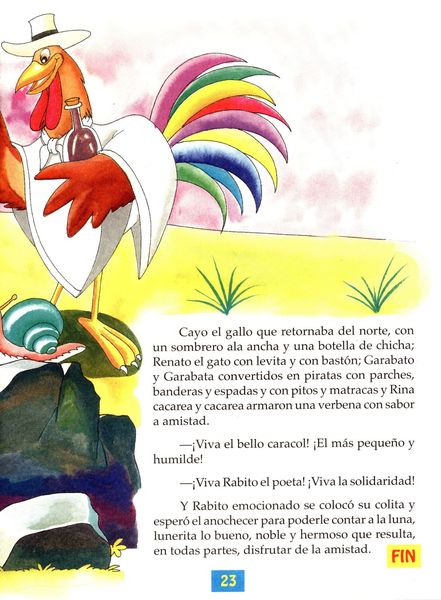 Cayo el gallo que retornaba del norte, con
un sombrero ala ancha y una botella de chicha;
Renato el gato con levita y con bastón; Garabato
y Garabata convertidos en piratas con parches,
banderas y espadas y con pitos y matracas y Rina
cacarea y cacarea armaron una verbena con sabor
a amistad.
—¡Viva el bello caracol! ¡El más pequeño y
humilde!
—¡Viva Rabito el poeta! ¡Viva la solidaridad!
Y Rabito emocionado se colocó su colita y
esperó el anochecer para poderle contar a la luna,
lunerita lo bueno, noble y hermoso que resulta,
en todas partes, disfrutar de la amistad.
FIN
23